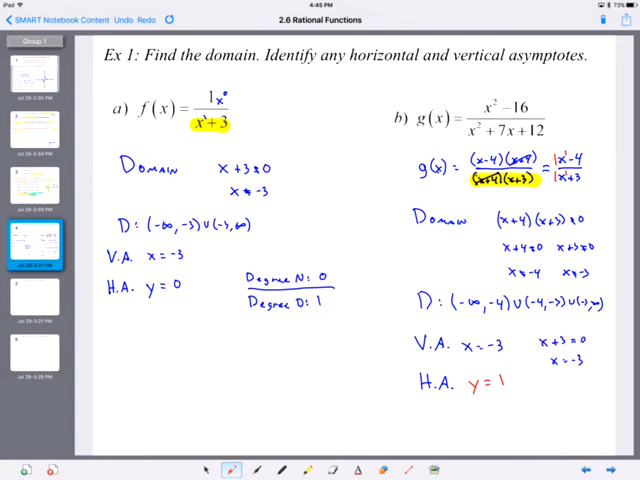 iPad
4:45 PM
73%
SMART Notebook Content Undo Redo
2.6 Rational Functions
Group 1
Jul 29-2:30 PM
Jul 29-2:44 PM
Jul 29-3:21 PM
Jul 29-3:21 PM
Jul 29-3:26 PM
Ex 1: Find the domain. Identify any horizontal and vertical asymptotes.
a) f(x) = 1x⁰ / x¹+3
Domain x+3≠0
x≠-3
D: (-∞,-3)∪(-3,∞)
V.A. x=-3
H.A. y=0
Degree N: 0
Degree D: 1
b) g(x) = x²-16 / x²+7x+12
g(x) = (x-4)(x+4) / (x+4)(x+3) = 1x¹-4 / 1x¹+3
Domain (x+4)(x+3)≠0
x+4≠0 x+3≠0
x≠-4 x≠-3
D: (-∞,-4)∪(-4,-3)∪(-3,∞)
V.A. x=-3 x+3=0
x=-3
H.A. y=1